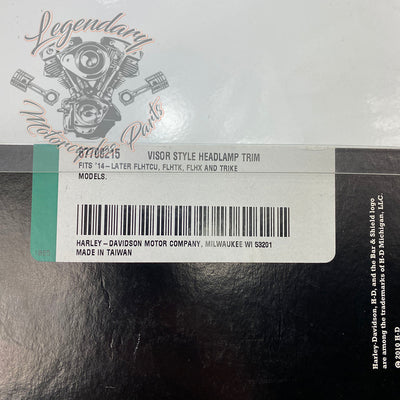 Legendary
Motorcycles Parts
VISOR STYLE HEADLAMP TRIM
FITS '14-LATER FLHTCU, FLHTK, FLHX AND TRIKE
MODELS.
HARLEY-DAVIDSON MOTOR COMPANY, MILWAUKEE WI 53201
MADE IN TAIWAN
Harley-Davidson, H-D, and the Bar & Shield logo
are among the trademarks of H-D Michigan, LLC.
© 2010 H-D